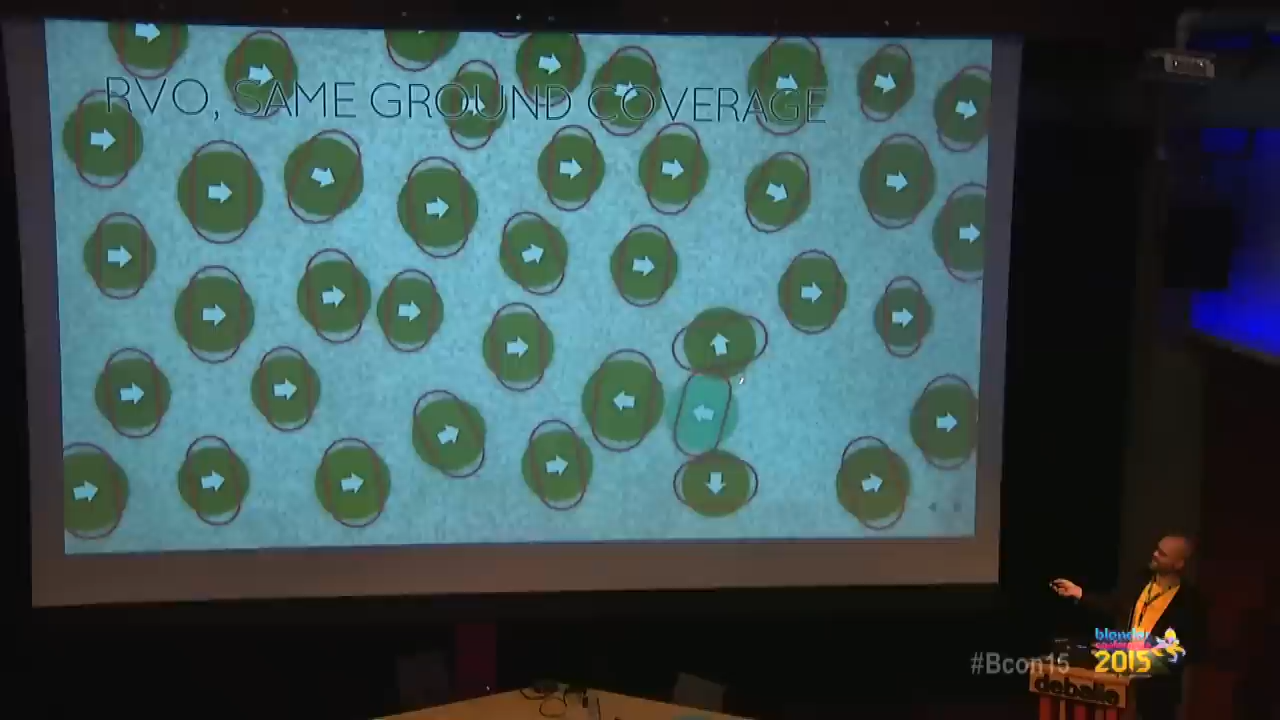 RVO, SAME GROUND COVERAGE
#Bcon15
blender
conference
2015
debalie